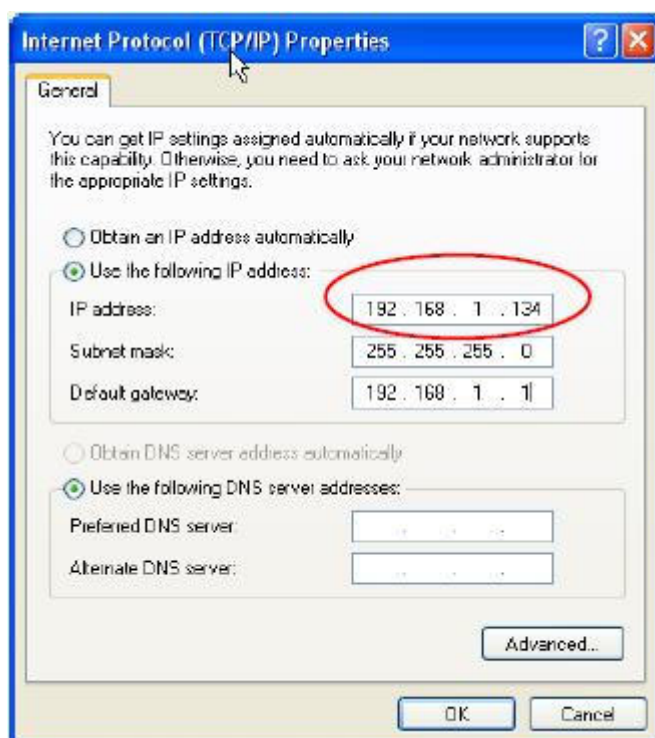 Internet Protocol (TCP/IP) Properties
General
You can get IP settings assigned automatically if your network supports
this capability. Otherwise, you need to ask your network administrator for
the appropriate IP settings.
Obtain an IP address automatically
Use the following IP address:
IP address: 192 . 168 . 1 . 134
Subnet mask: 255 . 255 . 255 . 0
Default gateway: 192 . 168 . 1 . 1
Obtain DNS server address automatically
Use the following DNS server addresses:
Preferred DNS server: . . .
Alternate DNS server: . . .
Advanced...
OK Cancel